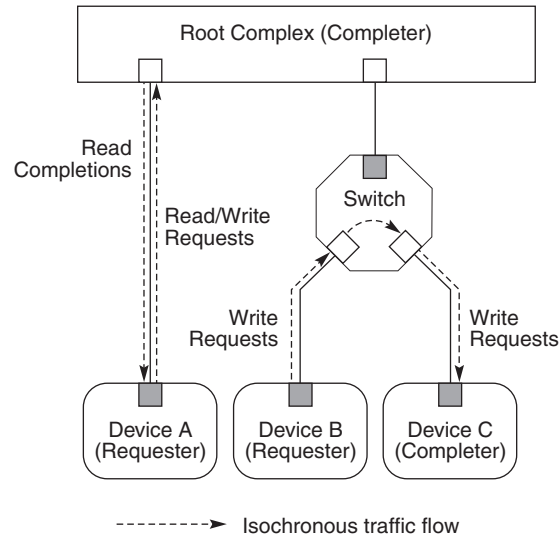 Root Complex (Completer)
Read
Completions
Read/Write
Requests
Switch
Write
Requests
Write
Requests
Device A
(Requester)
Device B
(Requester)
Device C
(Completer)
Isochronous traffic flow